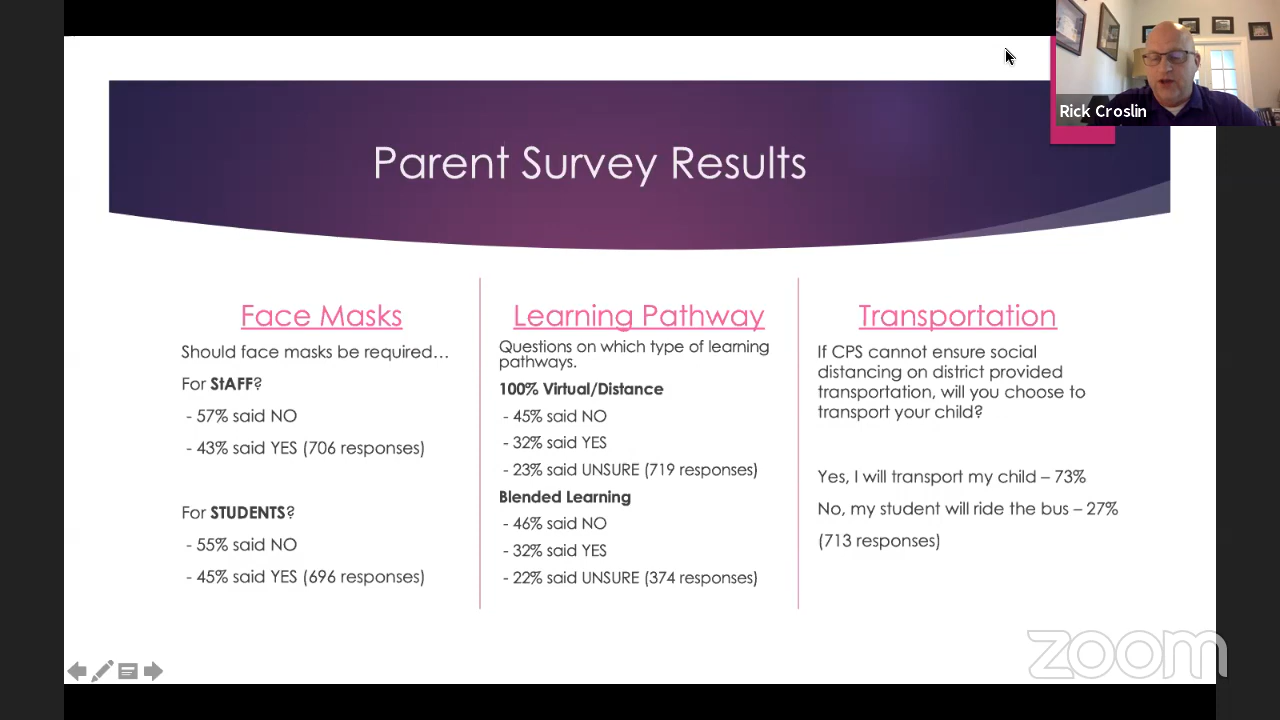 Rick Croslin
Parent Survey Results
Face Masks
Should face masks be required...
For StAFF?
- 57% said NO
- 43% said YES (706 responses)
For STUDENTS?
- 55% said NO
- 45% said YES (696 responses)
Learning Pathway
Questions on which type of learning
pathways.
100% Virtual/Distance
- 45% said NO
- 32% said YES
- 23% said UNSURE (719 responses)
Blended Learning
- 46% said NO
- 32% said YES
- 22% said UNSURE (374 responses)
Transportation
If CPS cannot ensure social
distancing on district provided
transportation, will you choose to
transport your child?
Yes, I will transport my child – 73%
No, my student will ride the bus – 27%
(713 responses)
zoom